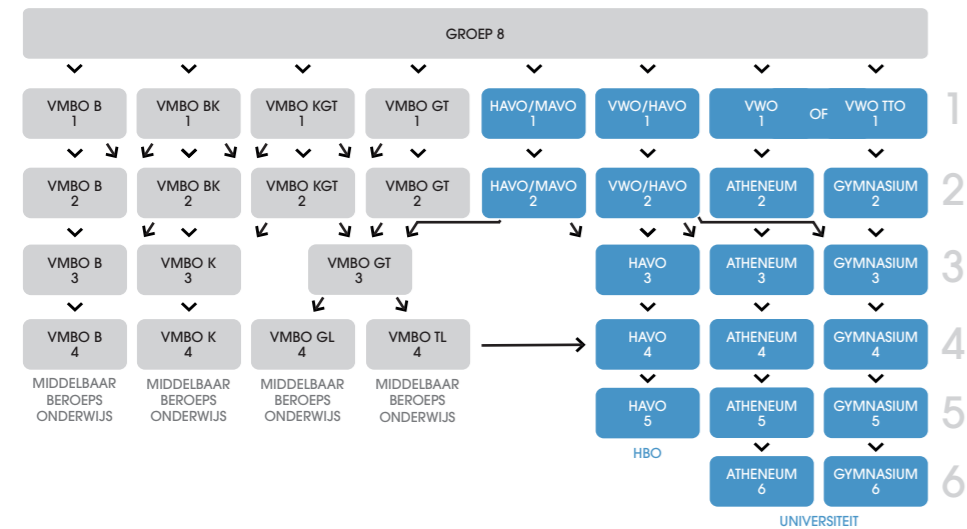 GROEP 8
VMBO B
1
VMBO BK
1
VMBO KGT
1
VMBO GT
1
HAVO/MAVO
1
VWO/HAVO
1
VWO
1
OF
VWO TTO
1
1
VMBO B
2
VMBO BK
2
VMBO KGT
2
VMBO GT
2
HAVO/MAVO
2
VWO/HAVO
2
ATHENEUM
2
GYMNASIUM
2
2
VMBO B
3
VMBO K
3
VMBO GT
3
HAVO
3
ATHENEUM
3
GYMNASIUM
3
3
VMBO B
4
VMBO K
4
VMBO GL
4
VMBO TL
4
HAVO
4
ATHENEUM
4
GYMNASIUM
4
4
MIDDELBAAR
BEROEPS
ONDERWIJS
MIDDELBAAR
BEROEPS
ONDERWIJS
MIDDELBAAR
BEROEPS
ONDERWIJS
MIDDELBAAR
BEROEPS
ONDERWIJS
HAVO
5
ATHENEUM
5
GYMNASIUM
5
5
HBO
ATHENEUM
6
GYMNASIUM
6
6
UNIVERSITEIT